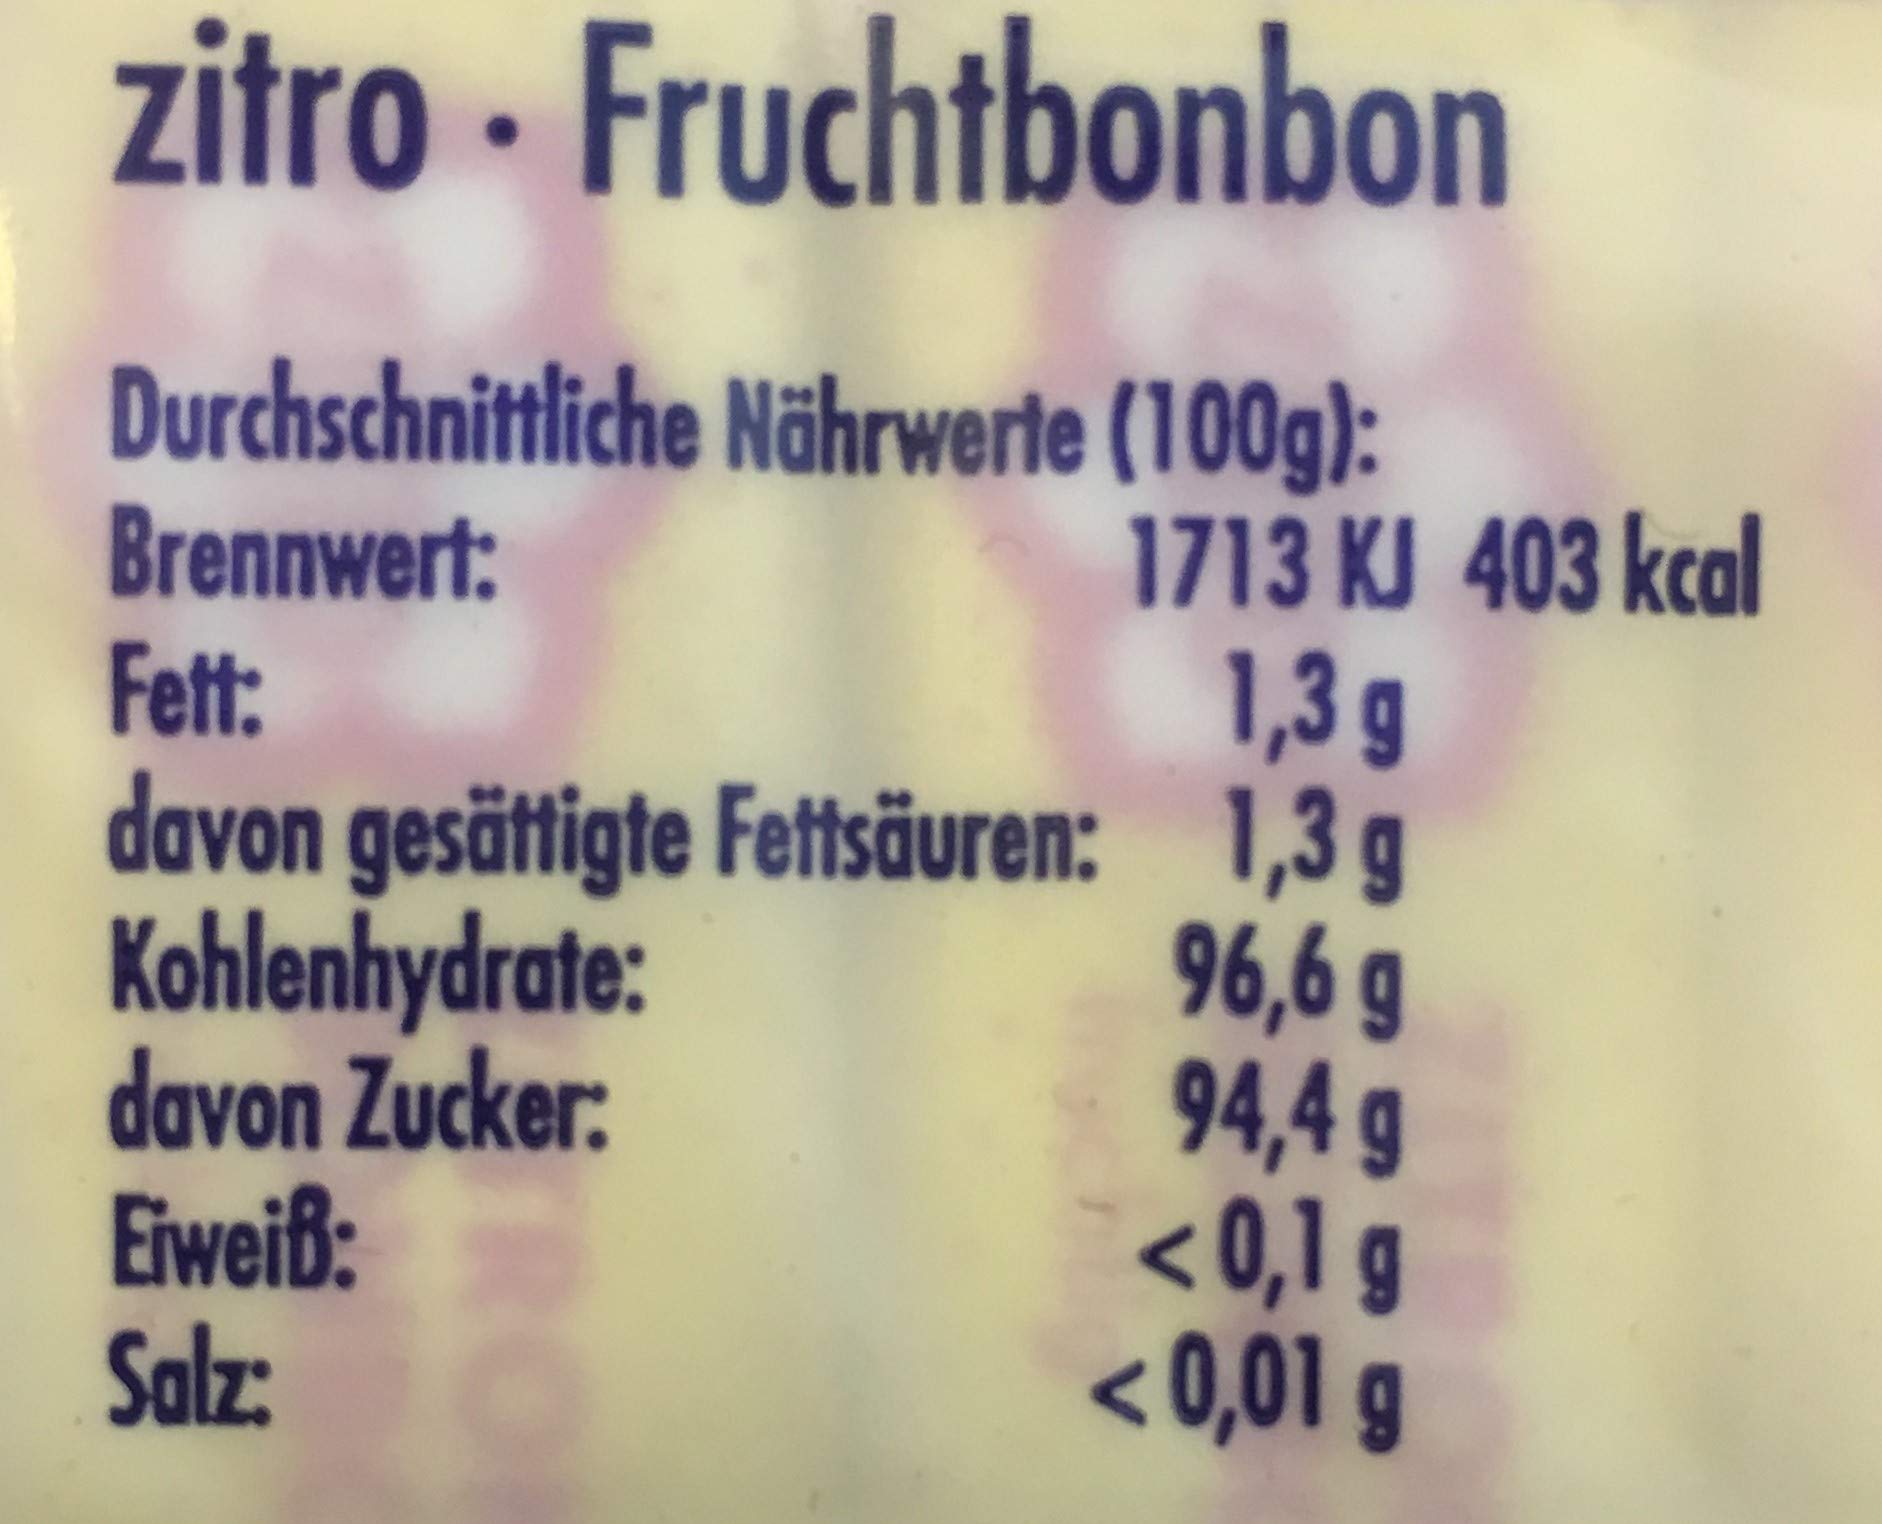 zitro · Fruchtbonbon
Durchschnittliche Nährwerte (100g):
Brennwert: 1713 KJ 403 kcal
Fett: 1,3 g
davon gesättigte Fettsäuren: 1,3 g
Kohlenhydrate: 96,6 g
davon Zucker: 94,4 g
Eiweiß: < 0,1 g
Salz: < 0,01 g